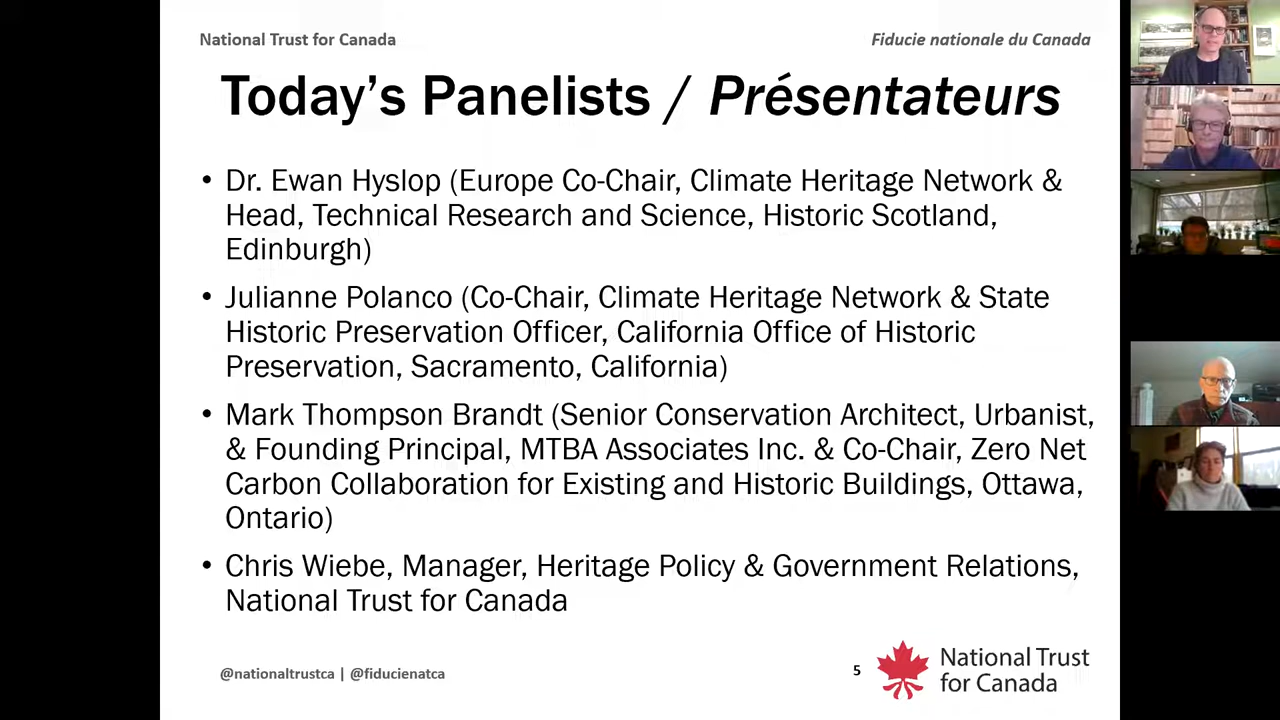 National Trust for Canada
Fiducie nationale du Canada
Today's Panelists / Présentateurs
• Dr. Ewan Hyslop (Europe Co-Chair, Climate Heritage Network &
Head, Technical Research and Science, Historic Scotland,
Edinburgh)
• Julianne Polanco (Co-Chair, Climate Heritage Network & State
Historic Preservation Officer, California Office of Historic
Preservation, Sacramento, California)
• Mark Thompson Brandt (Senior Conservation Architect, Urbanist,
& Founding Principal, MTBA Associates Inc. & Co-Chair, Zero Net
Carbon Collaboration for Existing and Historic Buildings, Ottawa,
Ontario)
• Chris Wiebe, Manager, Heritage Policy & Government Relations,
National Trust for Canada
@nationaltrustca | @fiducienatca
5
National Trust
for Canada